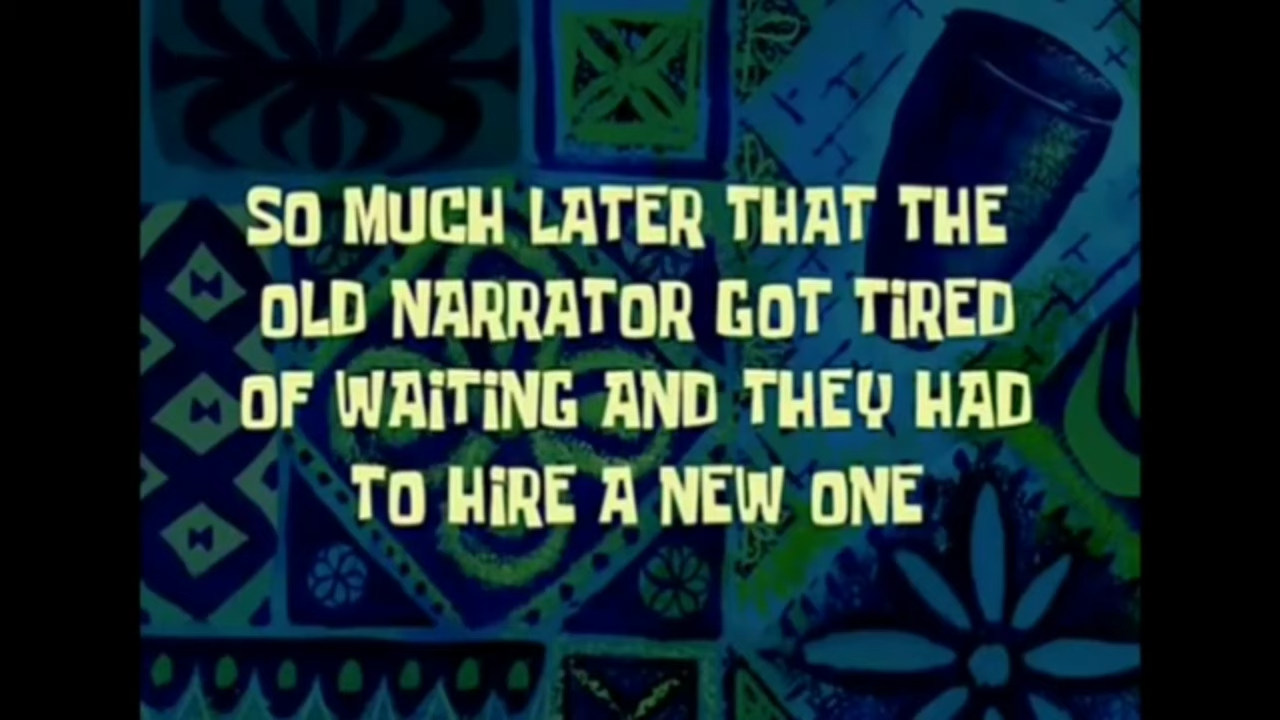 SO MUCH LATER THAT THE
OLD NARRATOR GOT TIRED
OF WAITING AND THEY HAD
TO HIRE A NEW ONE